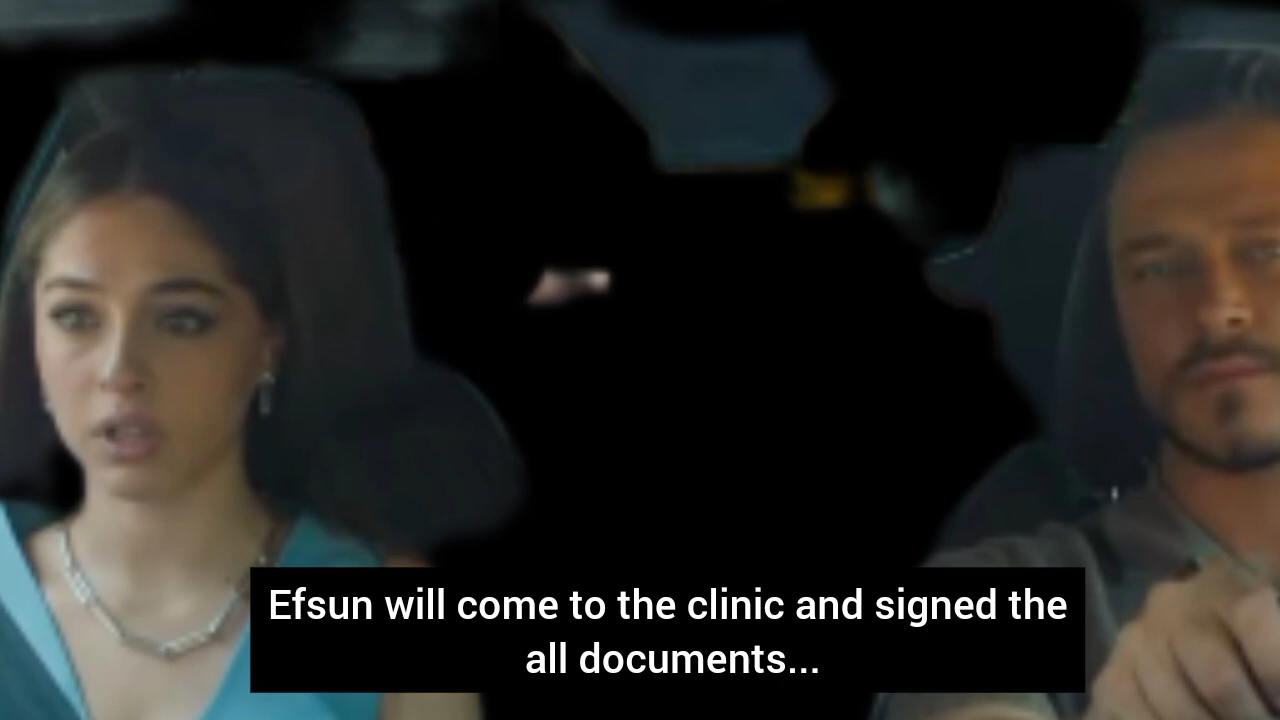 Efsun will come to the clinic and signed the
all documents...